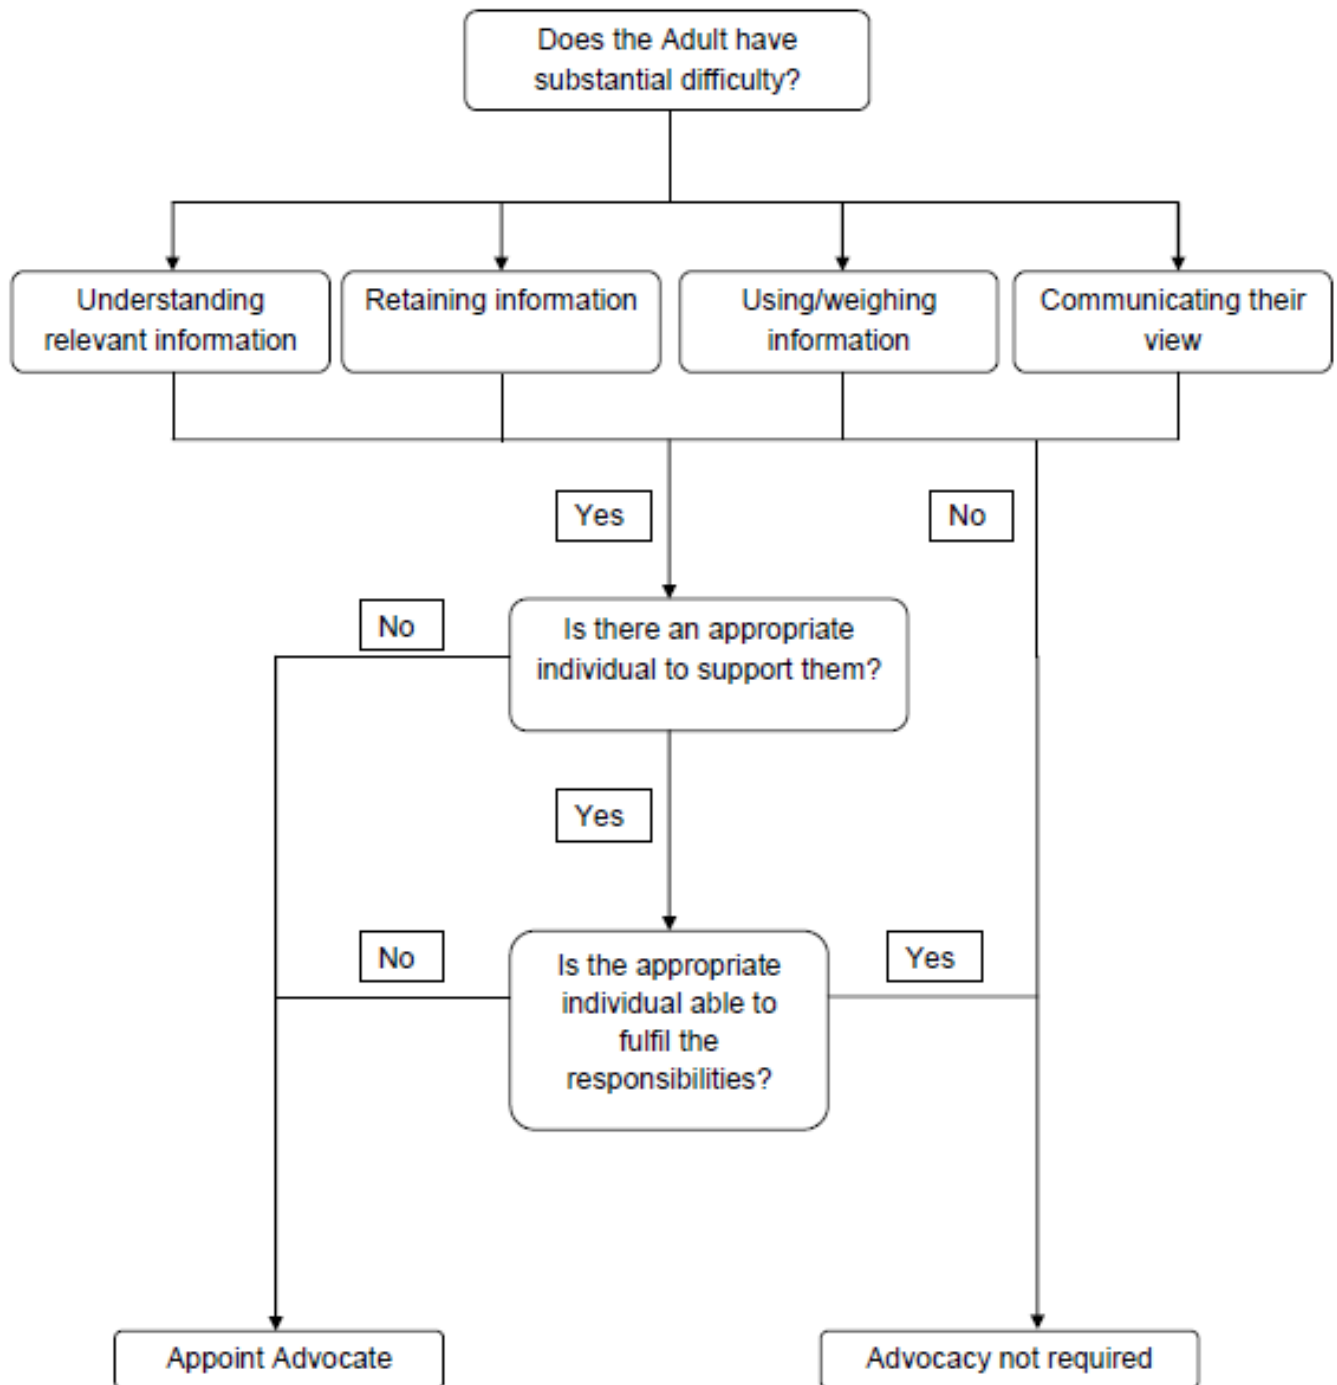 Does the Adult have
substantial difficulty?
Understanding
relevant information
Retaining information
Using/weighing
information
Communicating their
view
Yes
No
No
Is there an appropriate
individual to support them?
Yes
No
Is the appropriate
individual able to
fulfil the
responsibilities?
Yes
Appoint Advocate
Advocacy not required